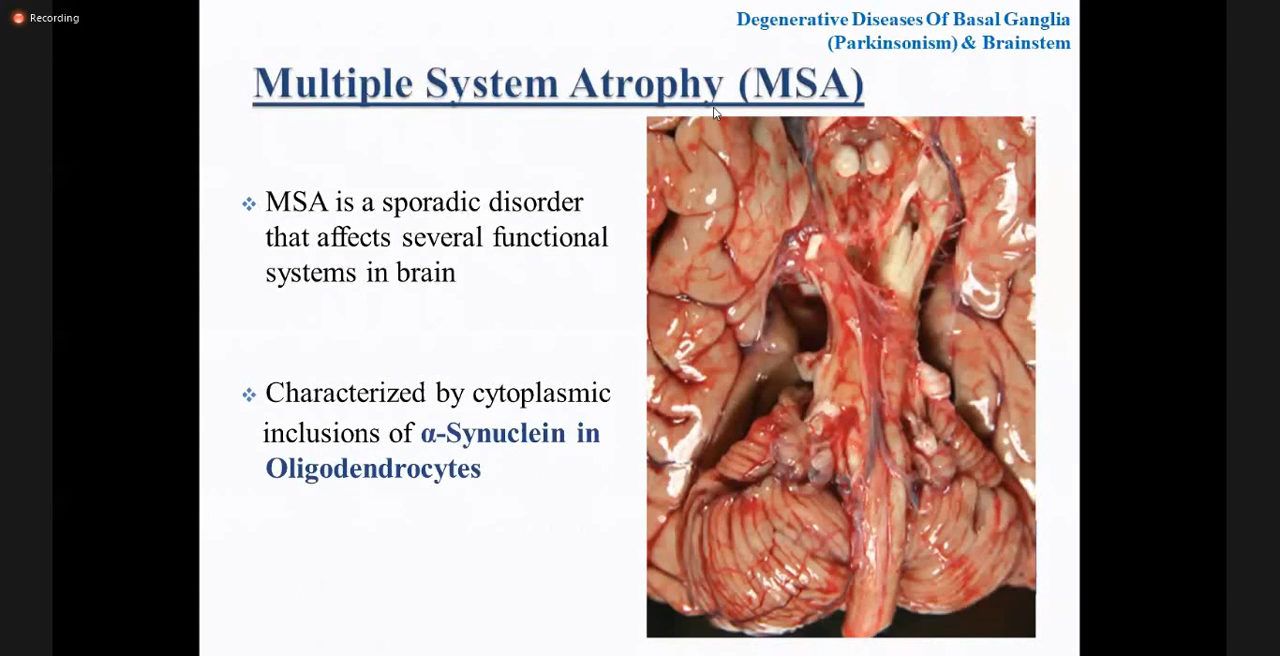 Recording
Degenerative Diseases Of Basal Ganglia
(Parkinsonism) & Brainstem
Multiple System Atrophy (MSA)
MSA is a sporadic disorder
that affects several functional
systems in brain
Characterized by cytoplasmic
inclusions of α-Synuclein in
Oligodendrocytes